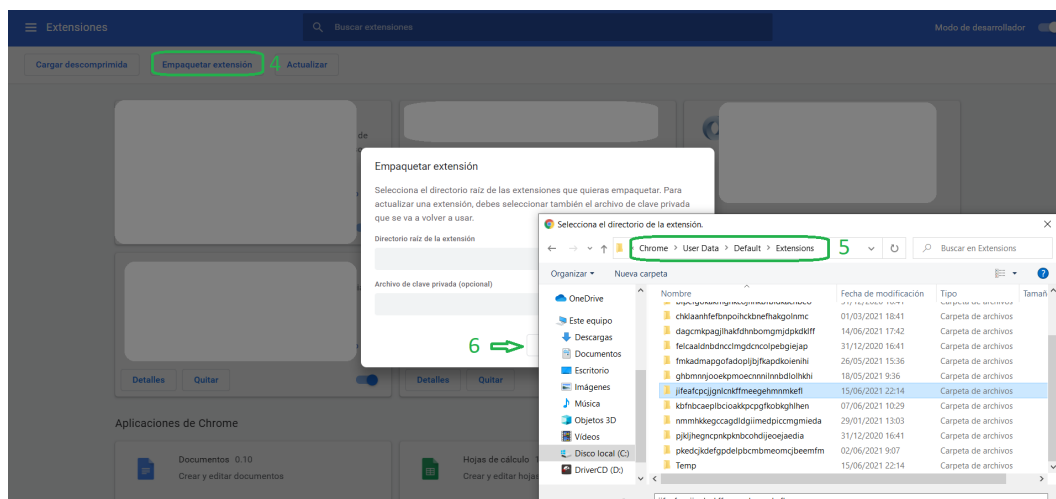 Extensiones
Buscar extensiones
Modo de desarrollador
Cargar descomprimida
Empaquetar extensión
4
Actualizar
de
Empaquetar extensión
Selecciona el directorio raíz de las extensiones que quieras empaquetar. Para
actualizar una extensión, debes seleccionar también el archivo de clave privada
que se va a volver a usar.
Directorio raíz de la extensión
Archivo de clave privada (opcional)
6
Selecciona el directorio de la extensión.
Chrome > User Data > Default > Extensions
5
Buscar en Extensions
Organizar
Nueva carpeta
OneDrive
Este equipo
Descargas
Documentos
Escritorio
Imágenes
Música
Objetos 3D
Vídeos
Disco local (C:)
DriverCD (D:)
Nombre
Fecha de modificación
Tipo
Tamañ
chklaanhfefbnpoihckbnefhakgolnmc 01/03/2021 18:41 Carpeta de archivos
dagcmkpagjlhakfdhnbomgmjdpkdklff 14/06/2021 17:42 Carpeta de archivos
felcaaldnbdncclmgdcncolpebgiejap 31/12/2020 16:41 Carpeta de archivos
fmkadmapgofadopljbjfkapdkoienihi 26/05/2021 15:36 Carpeta de archivos
ghbmnnjooekpmoecnnnilnnbdlolhkhi 18/05/2021 9:36 Carpeta de archivos
jifeafcpcjjgnlcnkffmeegehmnmkefl 15/06/2021 22:14 Carpeta de archivos
kbfnbcaeplbcioakkpcpgfkobkghlhen 07/06/2021 10:29 Carpeta de archivos
nmmhkkegccagdldgiimedpiccmgmieda 29/01/2021 13:03 Carpeta de archivos
pjkljhegncpnkpknbcohdijeoejaedia 31/12/2020 16:41 Carpeta de archivos
pkedcjkdefgpdelpbcmbmeomcjbeemfm 02/06/2021 9:07 Carpeta de archivos
Temp 15/06/2021 22:14 Carpeta de archivos
Detalles
Quitar
Detalles
Quitar
Aplicaciones de Chrome
Documentos 0.10
Crear y editar documentos
Hojas de cálculo
Crear y editar hojas